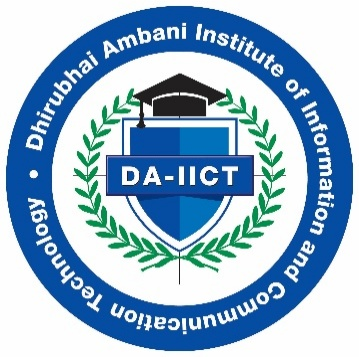 Dhirubhai Ambani Institute of Information and Communication Technology •
DA-IICT